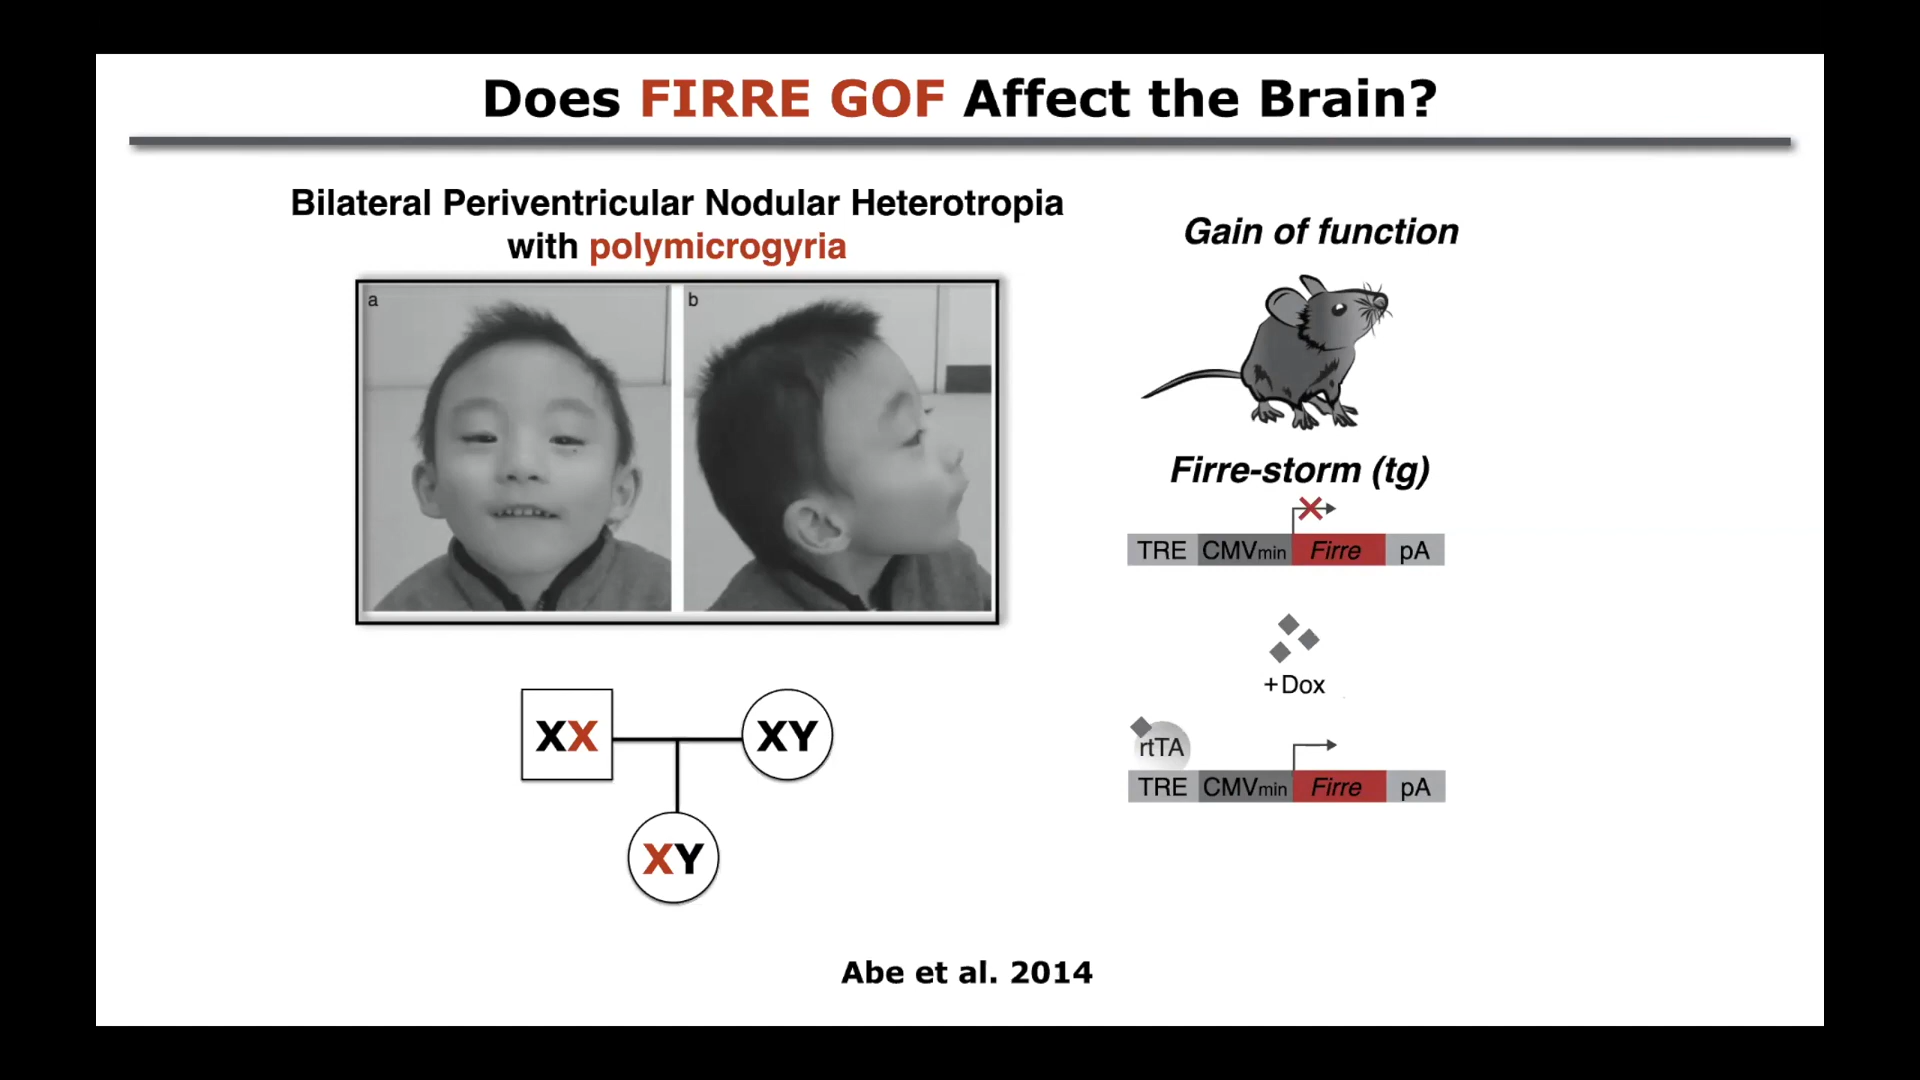 Does FIRRE GOF Affect the Brain?
Bilateral Periventricular Nodular Heterotropia
with polymicrogyria
a
b
XX
XY
XY
Gain of function
Firre-storm (tg)
TRE CMVmin Firre pA
+Dox
rtTA
TRE CMVmin Firre pA
Abe et al. 2014